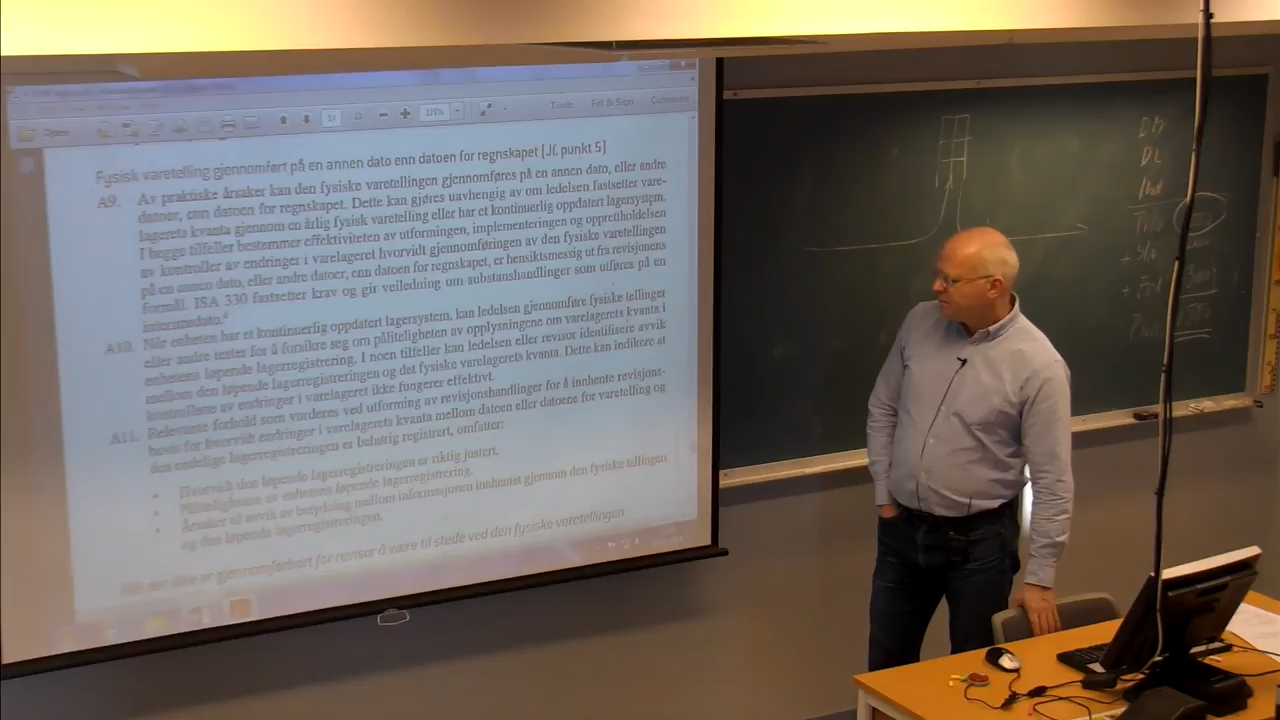 Open
125%
Tools
Fill & Sign
Comment
Fysisk varetelling gjennomført på en annen dato enn datoen for regnskapet (Jf. punkt 5)
A9. Av praktiske årsaker kan den fysiske varetellingen gjennomføres på en annen dato, eller andre
datoer, enn datoen for regnskapet. Dette kan gjøres uavhengig av om ledelsen fastsetter vare-
lagerets kvanta gjennom en årlig fysisk varetelling eller har et kontinuerlig oppdatert lagersystem.
I begge tilfeller bestemmer effektiviteten av utformingen, implementeringen og opprettholdelsen
av kontroller av endringer i varelageret hvorvidt gjennomføringen av den fysiske varetellingen
på en annen dato, eller andre datoer, enn datoen for regnskapet, er hensiktsmessig ut fra revisjonens
formål. ISA 330 fastsetter krav og gir veiledning om substanshandlinger som utføres på en
interimsdato.
A10. Når enheten har et kontinuerlig oppdatert lagersystem, kan ledelsen gjennomføre fysiske tellinger
eller andre tester for å forsikre seg om påliteligheten av opplysningene om varelagerets kvanta i
enhetens løpende lagerregistrering. I noen tilfeller kan ledelsen eller revisor identifisere avvik
mellom den løpende lagerregistreringen og det fysiske varelagerets kvanta. Dette kan indikere at
kontrollene av endringer i varelageret ikke fungerer effektivt.
A11. Relevante forhold som vurderes ved utforming av revisjonshandlinger for å innhente revisjons-
bevis for hvorvidt endringer i varelagerets kvanta mellom datoen eller datoene for varetelling og
den endelige lagerregistreringen er behørig registrert, omfatter:
• Hvorvidt den løpende lagerregistreringen er riktig justert.
• Påliteligheten av enhetens løpende lagerregistrering.
• Årsaker til avvik av betydning mellom informasjonen innhentet gjennom den fysiske tellingen
og den løpende lagerregistreringen.
Når det ikke er gjennomførbart for revisor å være til stede ved den fysiske varetellingen